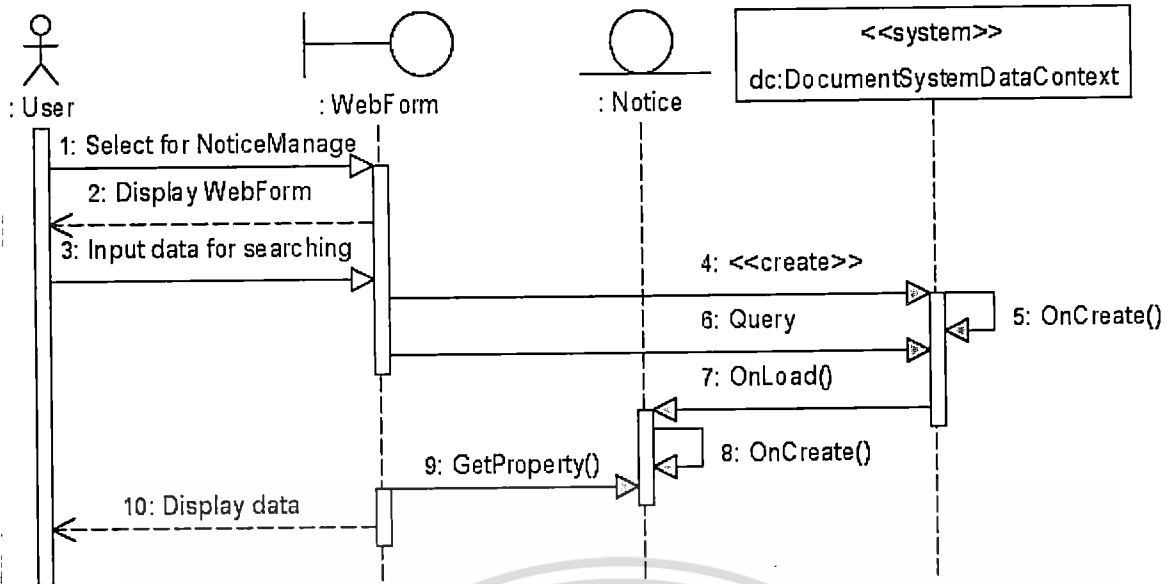 <<system>>
dc:DocumentSystemDataContext
: User
: WebForm
: Notice
1: Select for NoticeManage
2: Display WebForm
3: Input data for searching
4: <<create>>
5: OnCreate()
6: Query
7: OnLoad()
8: OnCreate()
9: GetProperty()
10: Display data